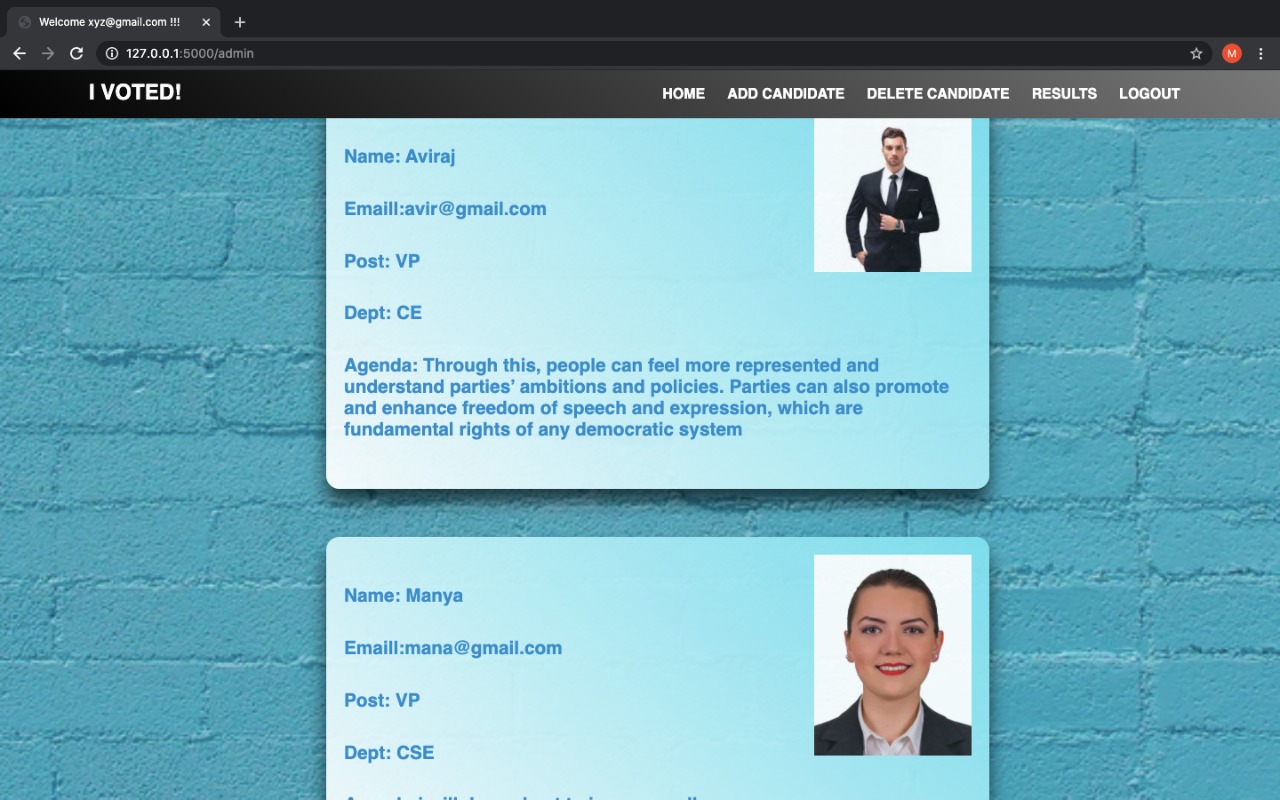 Welcome xyz@gmail.com !!!
127.0.0.1:5000/admin
M
I VOTED!
HOME ADD CANDIDATE DELETE CANDIDATE RESULTS LOGOUT
Name: Aviraj
Emaill:avir@gmail.com
Post: VP
Dept: CE
Agenda: Through this, people can feel more represented and
understand parties’ ambitions and policies. Parties can also promote
and enhance freedom of speech and expression, which are
fundamental rights of any democratic system
Name: Manya
Emaill:mana@gmail.com
Post: VP
Dept: CSE